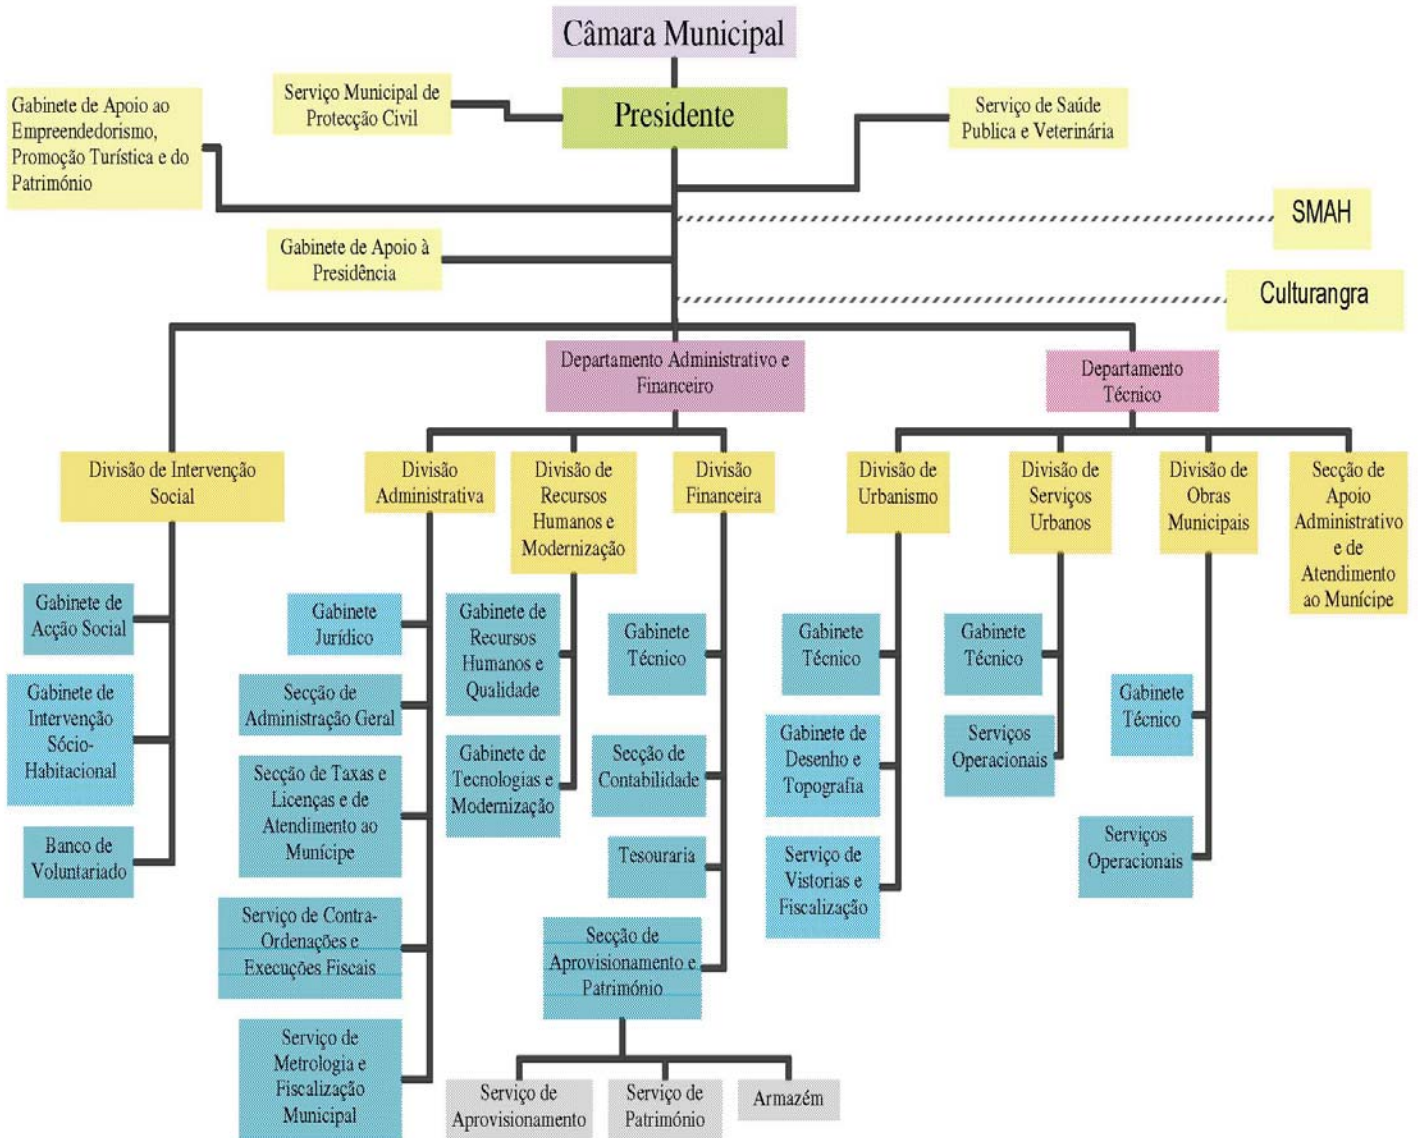 Câmara Municipal
Presidente
Gabinete de Apoio ao
Empreendedorismo,
Promoção Turística e do
Património
Serviço Municipal de
Protecção Civil
Serviço de Saúde
Publica e Veterinária
SMAH
Gabinete de Apoio à
Presidência
Culturangra
Departamento Administrativo e
Financeiro
Departamento
Técnico
Divisão de Intervenção
Social
Divisão
Administrativa
Divisão de
Recursos
Humanos e
Modernização
Divisão
Financeira
Divisão de
Urbanismo
Divisão de
Serviços
Urbanos
Divisão de
Obras
Municipais
Secção de
Apoio
Administrativo
e de
Atendimento
ao Munícipe
Gabinete de
Acção Social
Gabinete de
Intervenção
Sócio-
Habitacional
Banco de
Voluntariado
Gabinete
Jurídico
Secção de
Administração Geral
Secção de Taxas e
Licenças e de
Atendimento ao
Munícipe
Serviço de Contra-
Ordenações e
Execuções Fiscais
Serviço de
Metrologia e
Fiscalização
Municipal
Gabinete de
Recursos
Humanos e
Qualidade
Gabinete de
Tecnologias e
Modernização
Gabinete
Técnico
Secção de
Contabilidade
Tesouraria
Secção de
Aprovisionamento e
Património
Serviço de
Aprovisionamento
Serviço de
Património
Armazém
Gabinete
Técnico
Gabinete de
Desenho e
Topografia
Serviço de
Vistorias e
Fiscalização
Gabinete
Técnico
Serviços
Operacionais
Gabinete
Técnico
Serviços
Operacionais